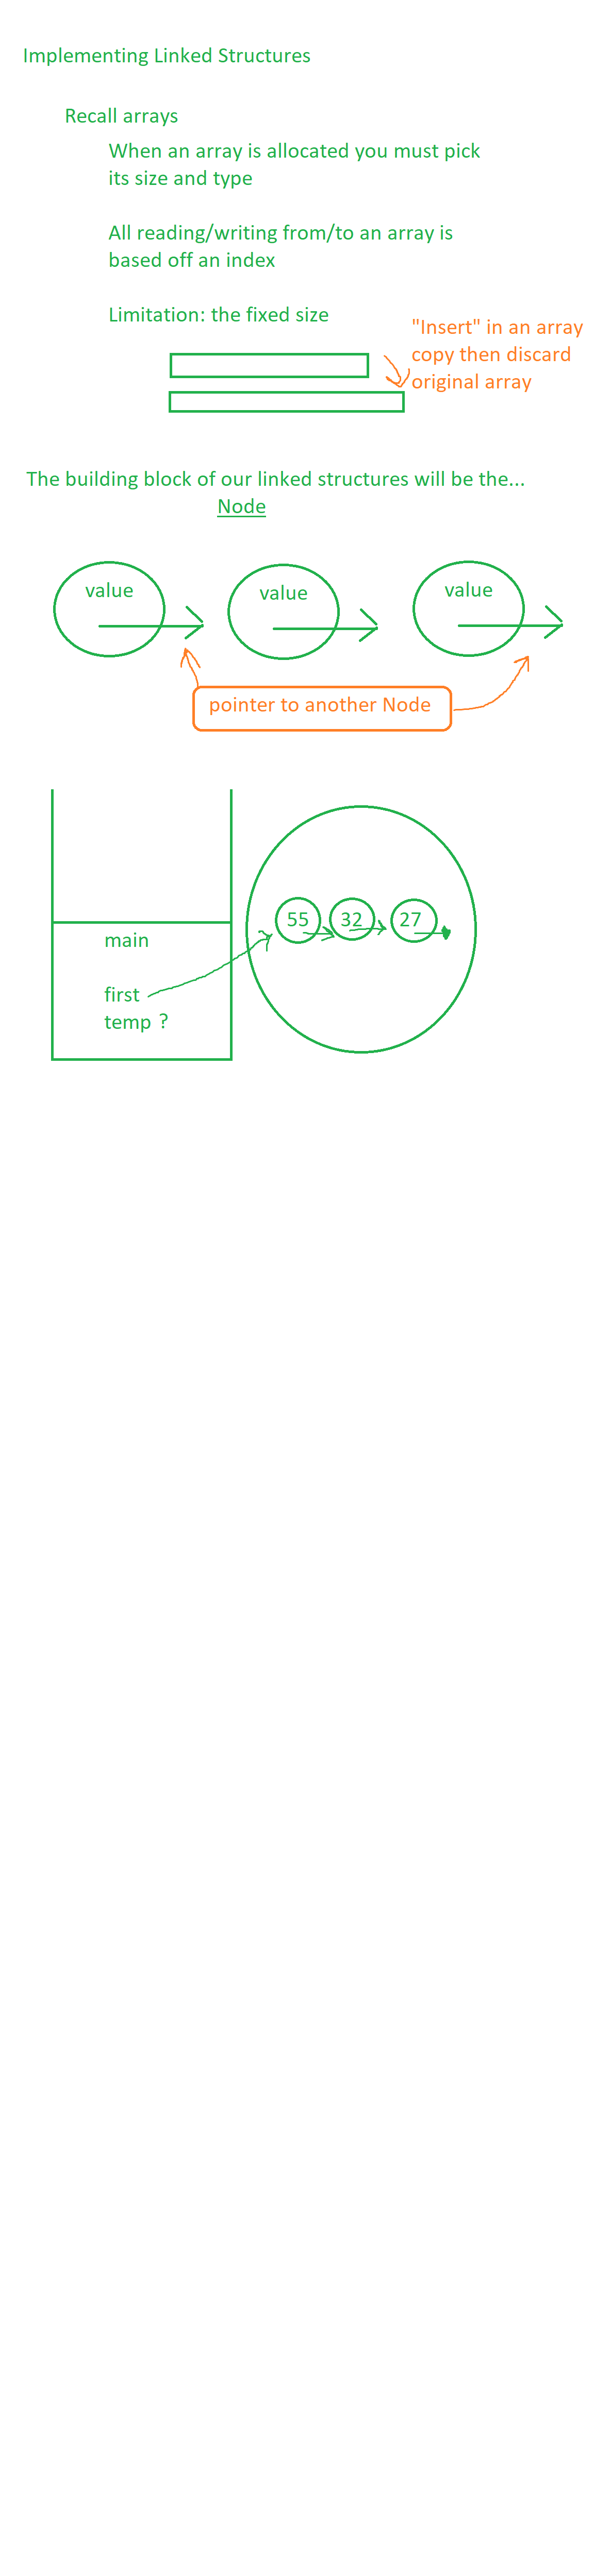 Implementing Linked Structures
Recall arrays
When an array is allocated you must pick
its size and type
All reading/writing from/to an array is
based off an index
Limitation: the fixed size
"Insert" in an array
copy then discard
original array
The building block of our linked structures will be the...
Node
value
value
value
pointer to another Node
55
32
27
main
first
temp ?